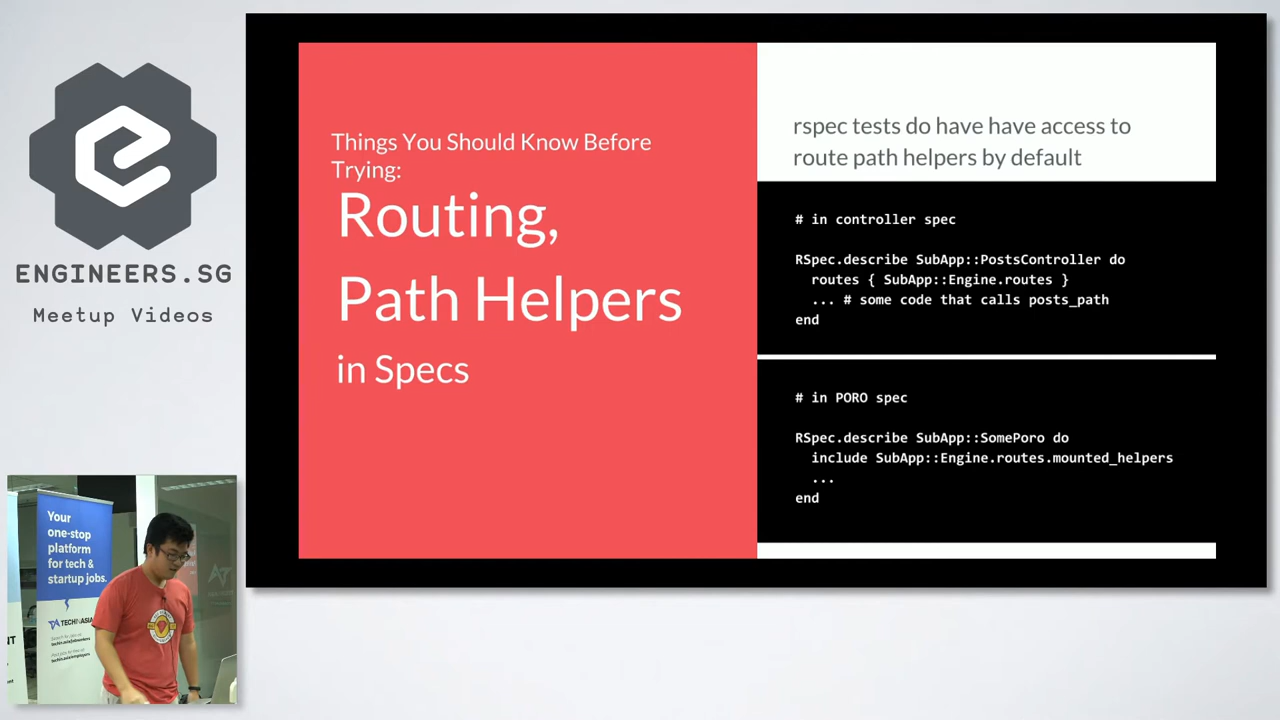 ENGINEERS.SG
Meetup Videos
Things You Should Know Before
Trying:
Routing,
Path Helpers
in Specs
rspec tests do have have access to
route path helpers by default
# in controller spec
RSpec.describe SubApp::PostsController do
routes { SubApp::Engine.routes }
... # some code that calls posts_path
end
# in PORO spec
RSpec.describe SubApp::SomePoro do
include SubApp::Engine.routes.mounted_helpers
...
end
Your
one-stop
platform
for tech &
startup jobs.
TECHINASIA